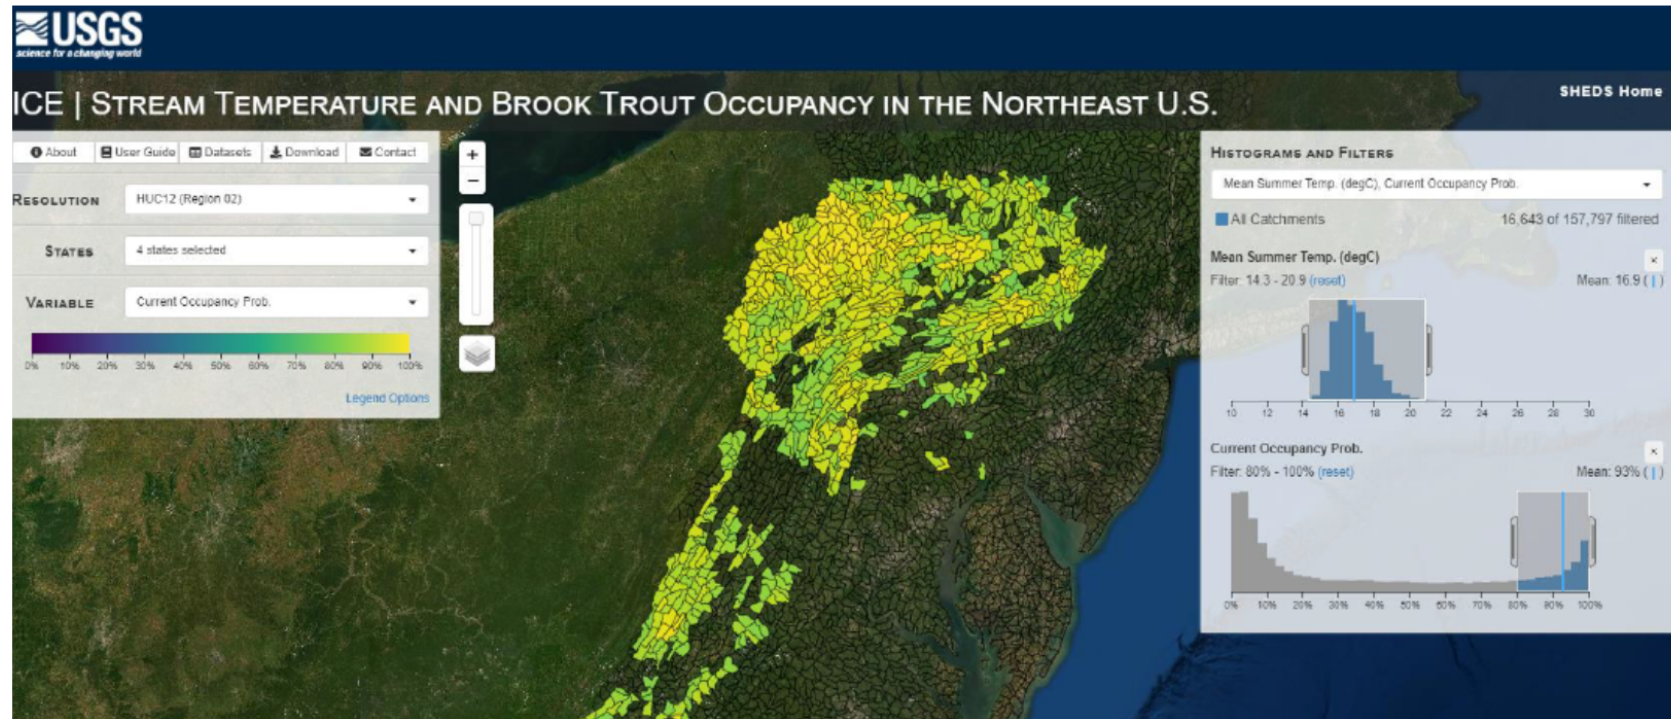 USGS
science for a changing world
ICE | STREAM TEMPERATURE AND BROOK TROUT OCCUPANCY IN THE NORTHEAST U.S.
SHEDS Home
About User Guide Datasets Download Contact
RESOLUTION HUC12 (Region 02)
STATES 4 states selected
VARIABLE Current Occupancy Prob.
0% 10% 20% 30% 40% 50% 60% 70% 80% 90% 100%
Legend Options
+
−
HISTOGRAMS AND FILTERS
Mean Summer Temp. (degC), Current Occupancy Prob.
All Catchments 16,643 of 157,797 filtered
Mean Summer Temp. (degC) ×
Filter: 14.3 - 20.9 (reset) Mean: 16.9 ( | )
10 12 14 16 18 20 22 24 26 28 30
Current Occupancy Prob. ×
Filter: 80% - 100% (reset) Mean: 93% ( | )
0% 10% 20% 30% 40% 50% 60% 70% 80% 90% 100%